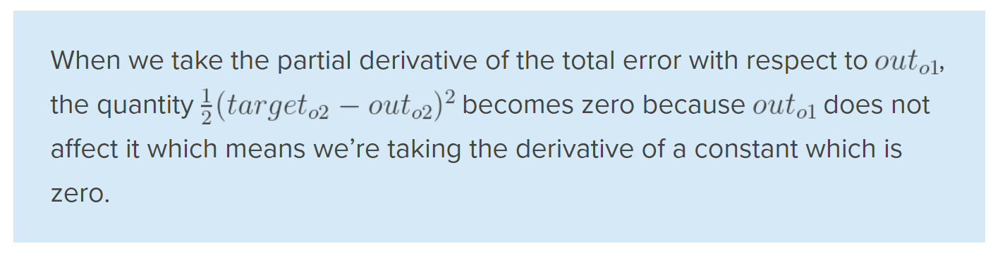 When we take the partial derivative of the total error with respect to $out_{o1}$,
the quantity $\frac{1}{2}(target_{o2} - out_{o2})^2$ becomes zero because $out_{o1}$ does not
affect it which means we’re taking the derivative of a constant which is
zero.